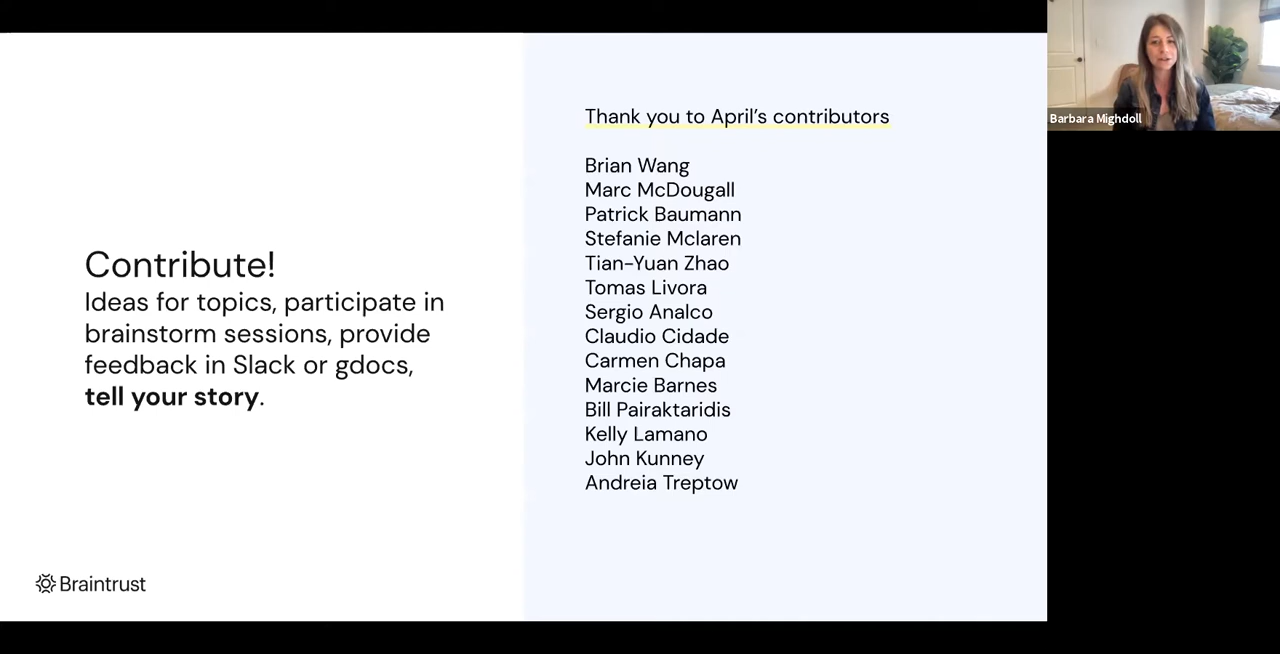 Contribute!
Ideas for topics, participate in
brainstorm sessions, provide
feedback in Slack or gdocs,
tell your story.
Braintrust
Thank you to April's contributors
Brian Wang
Marc McDougall
Patrick Baumann
Stefanie Mclaren
Tian-Yuan Zhao
Tomas Livora
Sergio Analco
Claudio Cidade
Carmen Chapa
Marcie Barnes
Bill Pairaktaridis
Kelly Lamano
John Kunney
Andreia Treptow
Barbara Mighdoll